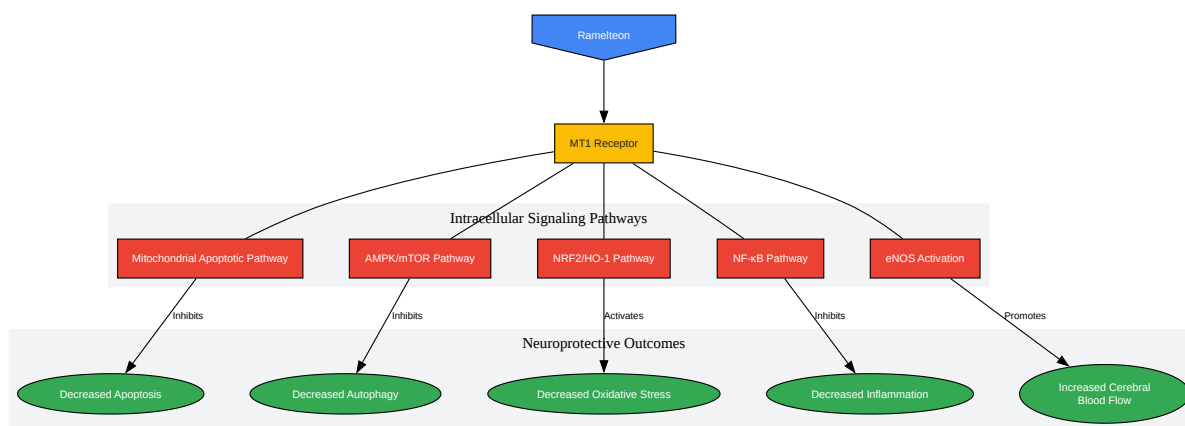 Ramelteon
MT1 Receptor
Intracellular Signaling Pathways
Mitochondrial Apoptotic Pathway
AMPK/mTOR Pathway
NRF2/HO-1 Pathway
NF-κB Pathway
eNOS Activation
Inhibits
Inhibits
Activates
Inhibits
Promotes
Neuroprotective Outcomes
Decreased Apoptosis
Decreased Autophagy
Decreased Oxidative Stress
Decreased Inflammation
Increased Cerebral
Blood Flow